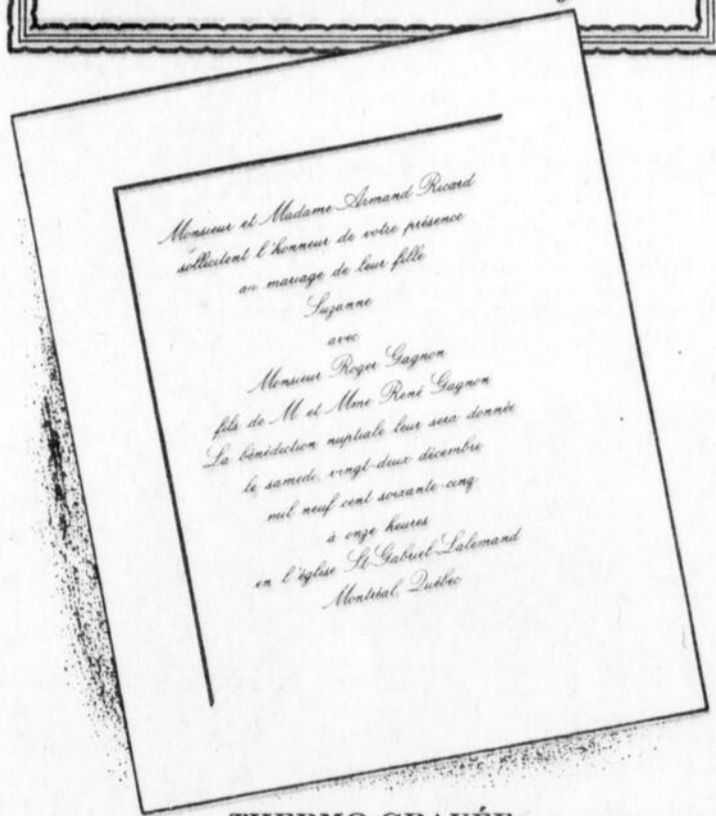 Monsieur et Madame Armand Ricard
sollicitent l'honneur de votre présence
au mariage de leur fille
Suzanne
avec
Monsieur Roger Gagnon
fils de M et Mme René Gagnon
La bénédiction nuptiale leur sera donnée
le samedi, vingt-deux décembre
mil neuf cent soixante-cinq
à onze heures
en l'église St-Gabriel-Lalemand
Montréal, Québec
THERMO-GRAVÉE